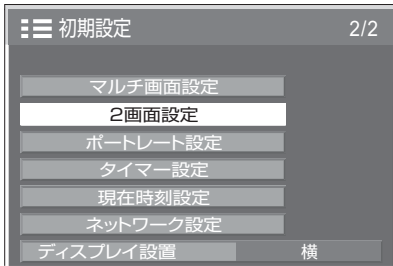 初期設定 2/2
マルチ画面設定
2画面設定
ポートレート設定
タイマー設定
現在時刻設定
ネットワーク設定
ディスプレイ設置 横